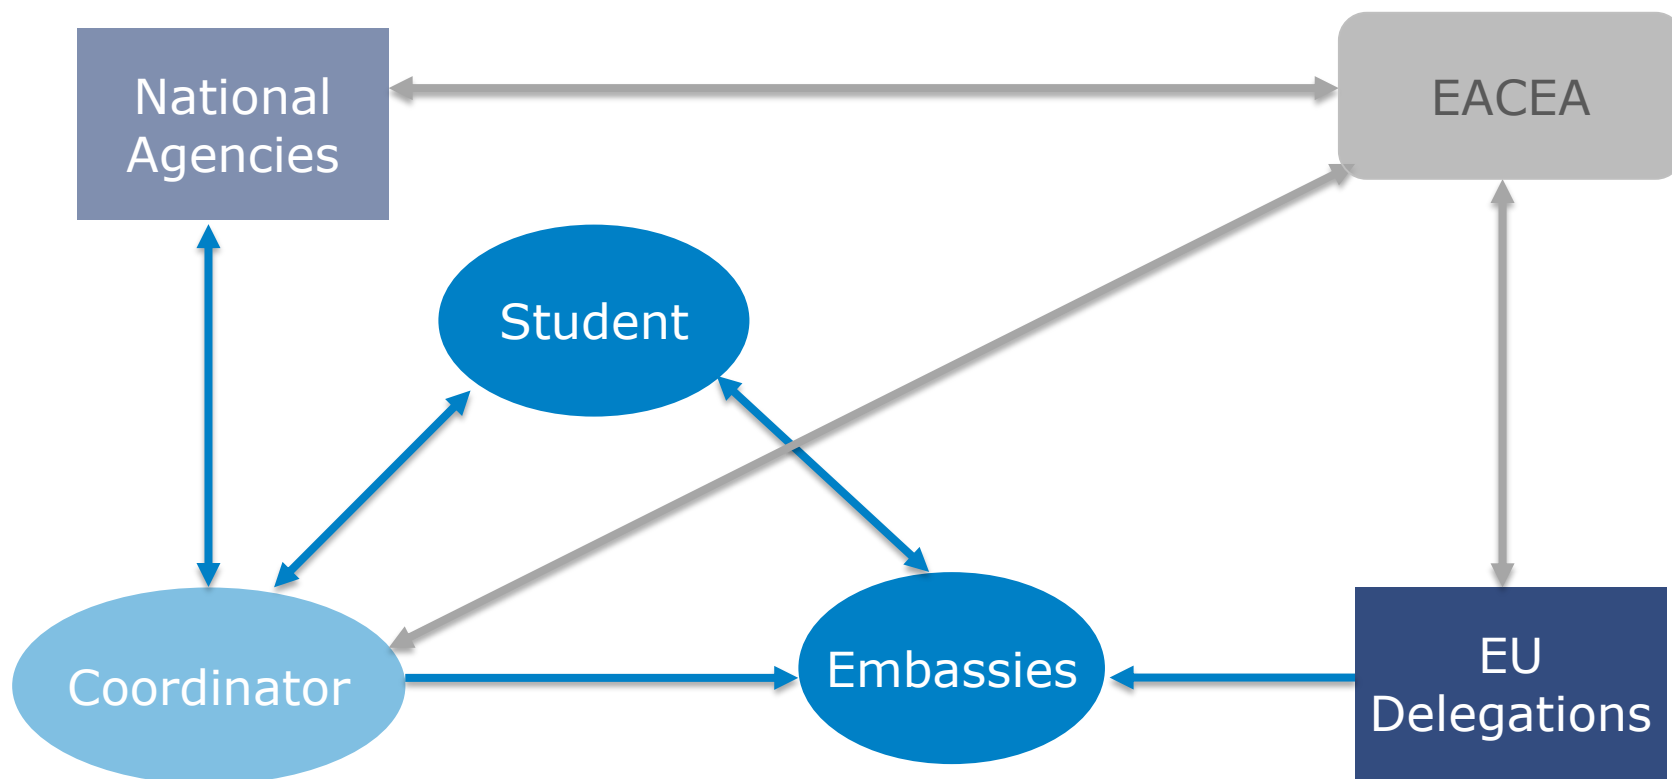 National
Agencies
EACEA
Student
Coordinator
Embassies
EU
Delegations